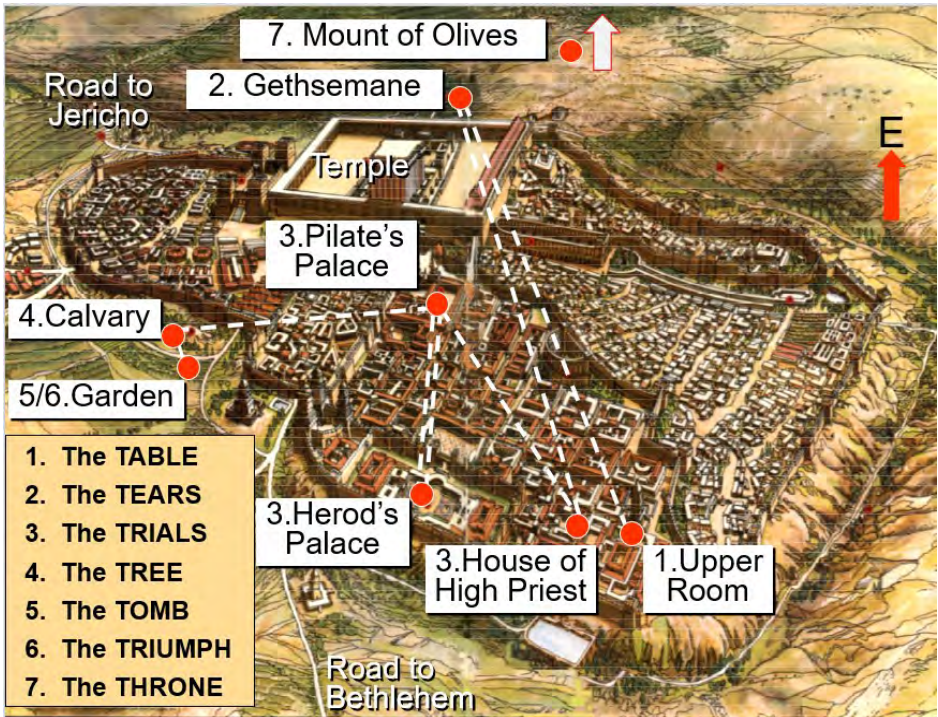 7. Mount of Olives
Road to
Jericho
2. Gethsemane
E
Temple
3.Pilate's
Palace
4.Calvary
5/6.Garden
1. The TABLE
2. The TEARS
3. The TRIALS
4. The TREE
5. The TOMB
6. The TRIUMPH
7. The THRONE
3.Herod's
Palace
3.House of
High Priest
1.Upper
Room
Road to
Bethlehem